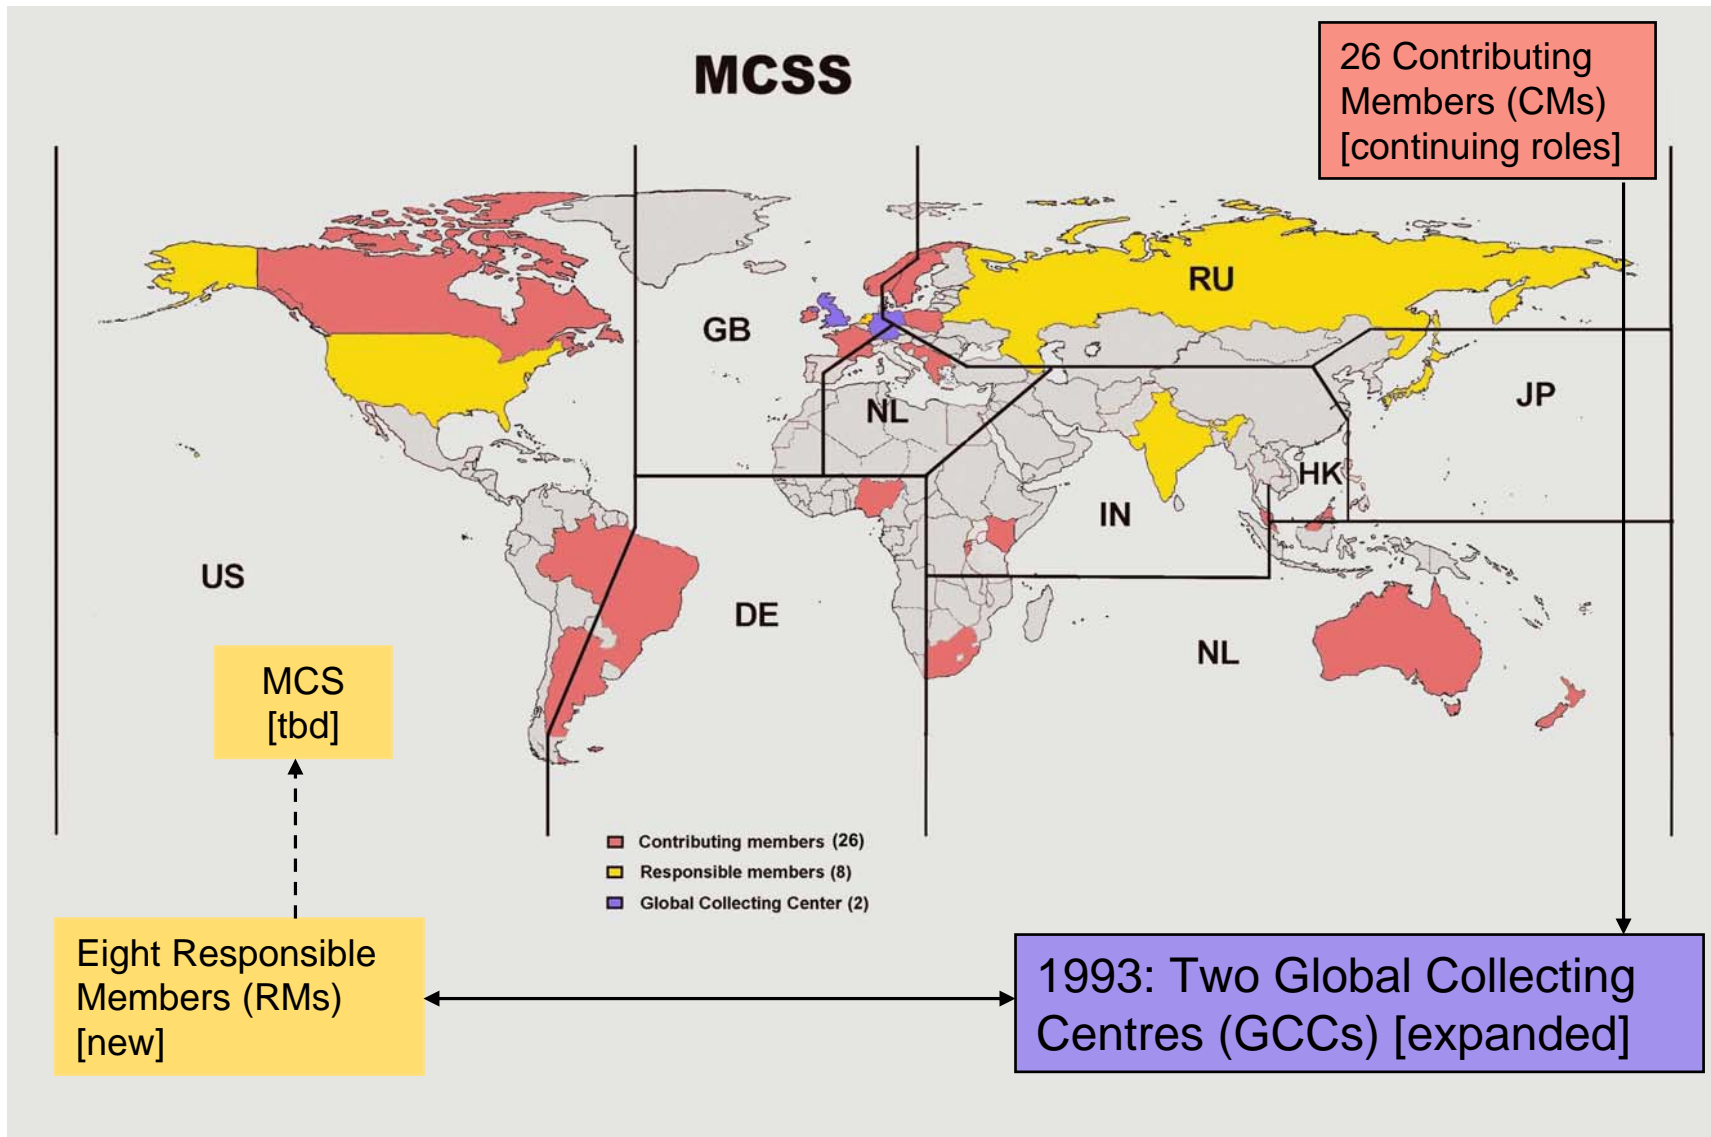 MCSS
26 Contributing
Members (CMs)
[continuing roles]
RU
GB
JP
NL
HK
IN
US
DE
NL
MCS
[tbd]
Contributing members (26)
Responsible members (8)
Global Collecting Center (2)
Eight Responsible
Members (RMs)
[new]
1993: Two Global Collecting
Centres (GCCs) [expanded]